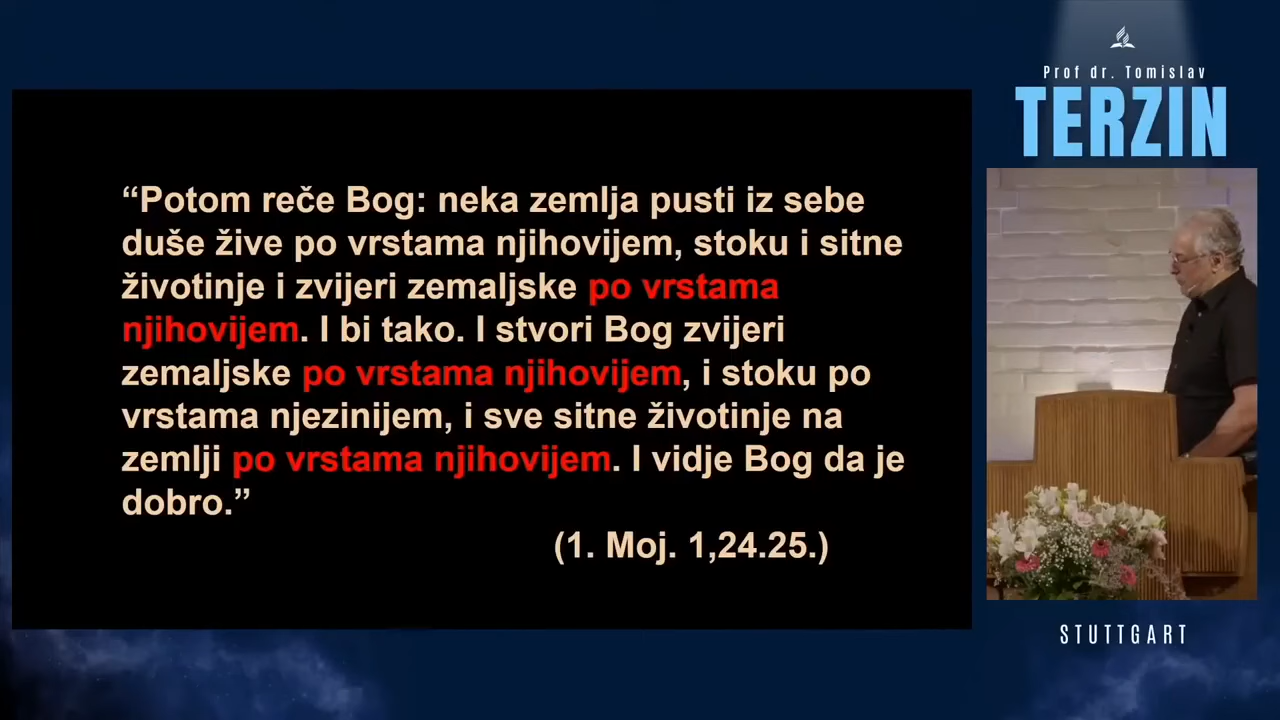 “Potom reče Bog: neka zemlja pusti iz sebe
duše žive po vrstama njihovijem, stoku i sitne
životinje i zvijeri zemaljske po vrstama
njihovijem. I bi tako. I stvori Bog zvijeri
zemaljske po vrstama njihovijem, i stoku po
vrstama njezinijem, i sve sitne životinje na
zemlji po vrstama njihovijem. I vidje Bog da je
dobro.”
(1. Moj. 1,24.25.)
Prof dr. Tomislav
TERZIN
STUTTGART